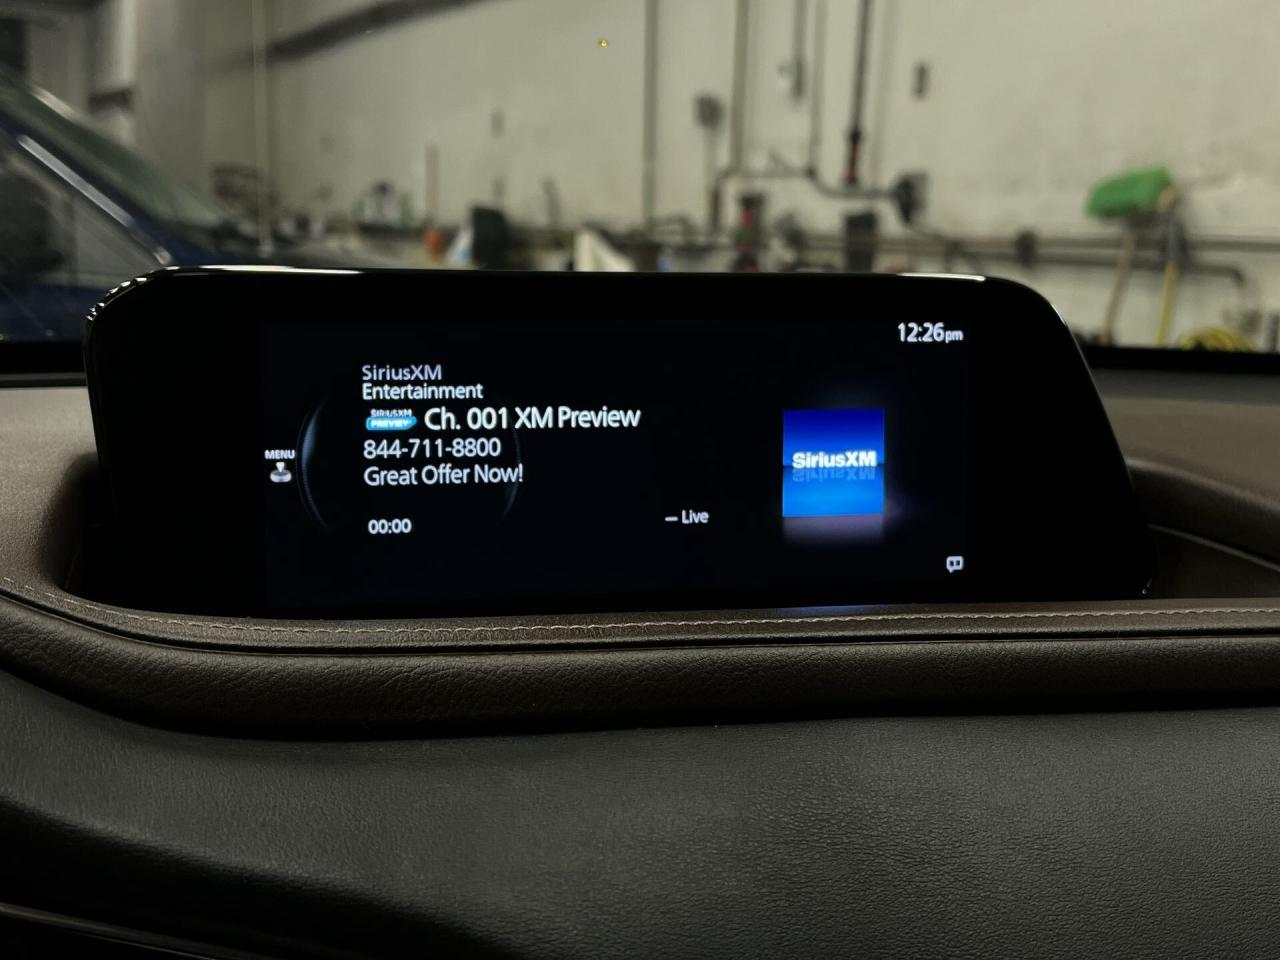 12:26pm
SiriusXM
Entertainment
SIRIUSXM
PREVIEW
Ch. 001 XM Preview
844-711-8800
Great Offer Now!
MENU
00:00
– Live
SiriusXM